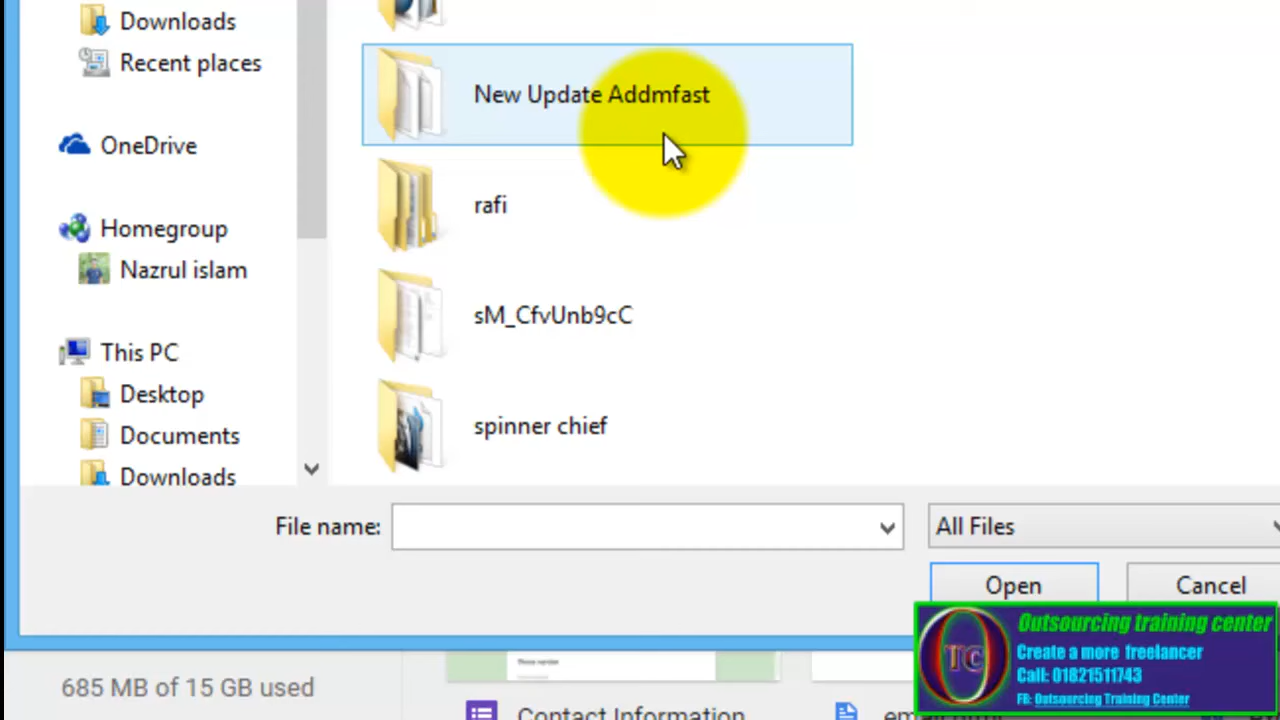 Downloads
Recent places
OneDrive
Homegroup
Nazrul islam
This PC
Desktop
Documents
Downloads
New Update Addmfast
rafi
sM_CfvUnb9cC
spinner chief
File name:
All Files
Open
Cancel
685 MB of 15 GB used
Contact Information
OTC
Outsourcing training center
Create a more freelancer
Call: 01821511743
FB: Outsourcing Training Center